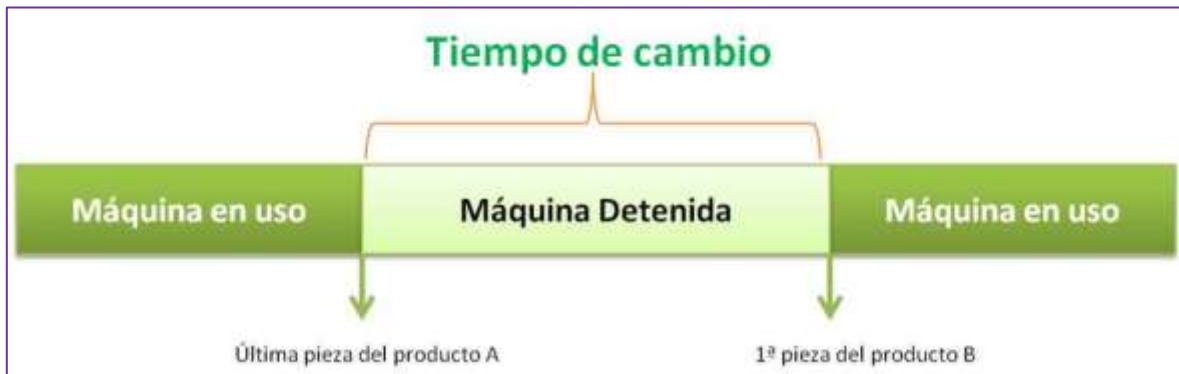 Tiempo de cambio
Máquina en uso
Máquina Detenida
Máquina en uso
Última pieza del producto A
1ª pieza del producto B